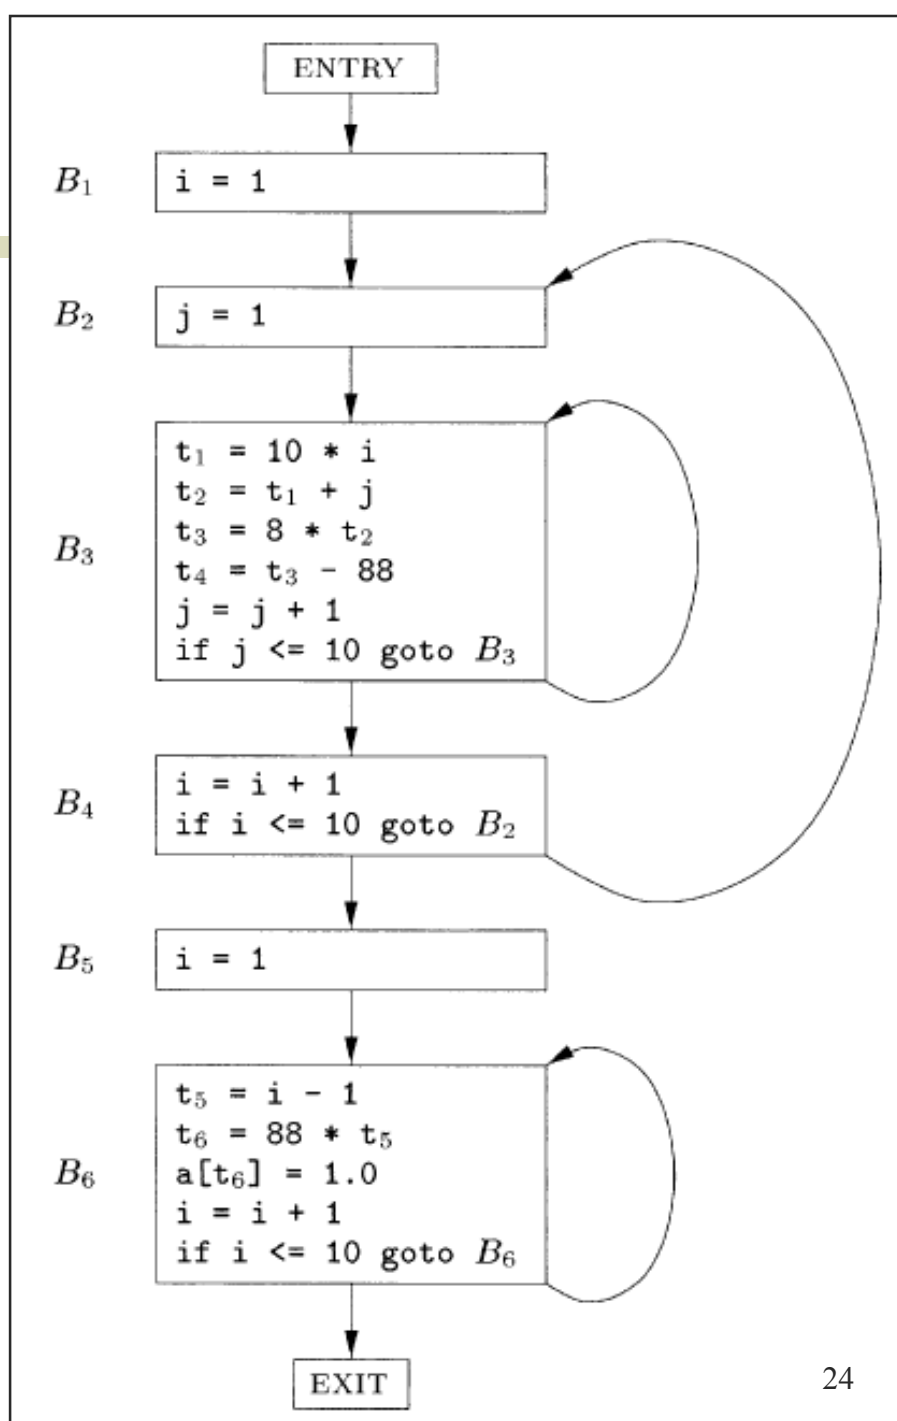 ENTRY
B₁
i = 1
B₂
j = 1
B₃
t₁ = 10 * i
t₂ = t₁ + j
t₃ = 8 * t₂
t₄ = t₃ - 88
j = j + 1
if j <= 10 goto B₃
B₄
i = i + 1
if i <= 10 goto B₂
B₅
i = 1
B₆
t₅ = i - 1
t₆ = 88 * t₅
a[t₆] = 1.0
i = i + 1
if i <= 10 goto B₆
EXIT
24